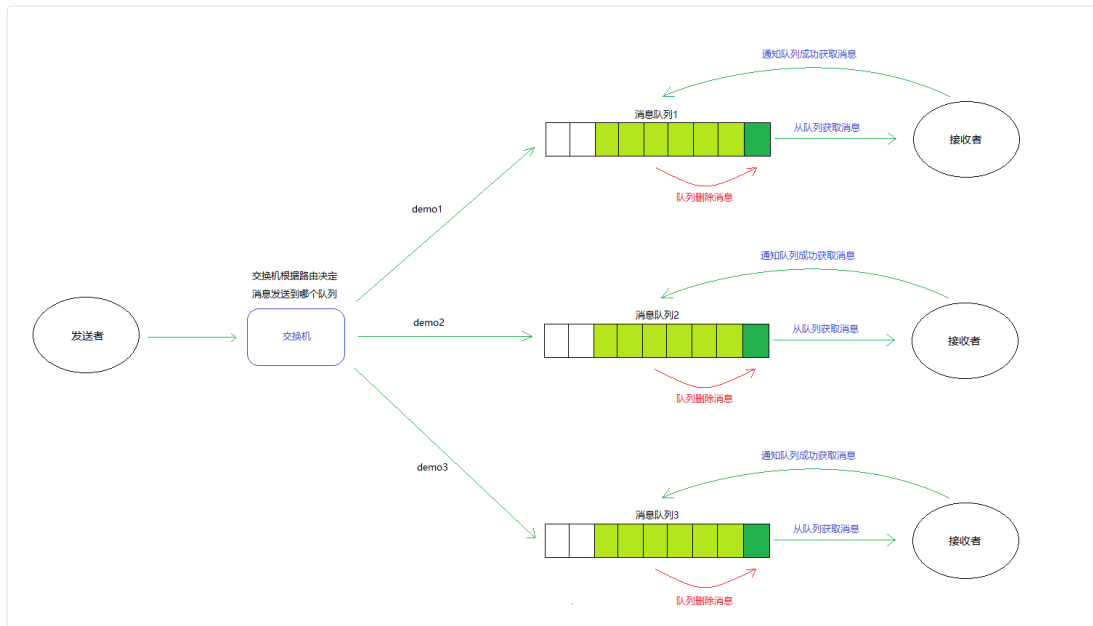 通知队列成功获取消息
消息队列1
从队列获取消息
接收者
队列删除消息
demo1
交换机根据路由决定
消息发送到哪个队列
发送者
交换机
demo2
通知队列成功获取消息
消息队列2
从队列获取消息
接收者
队列删除消息
demo3
通知队列成功获取消息
消息队列3
从队列获取消息
接收者
队列删除消息